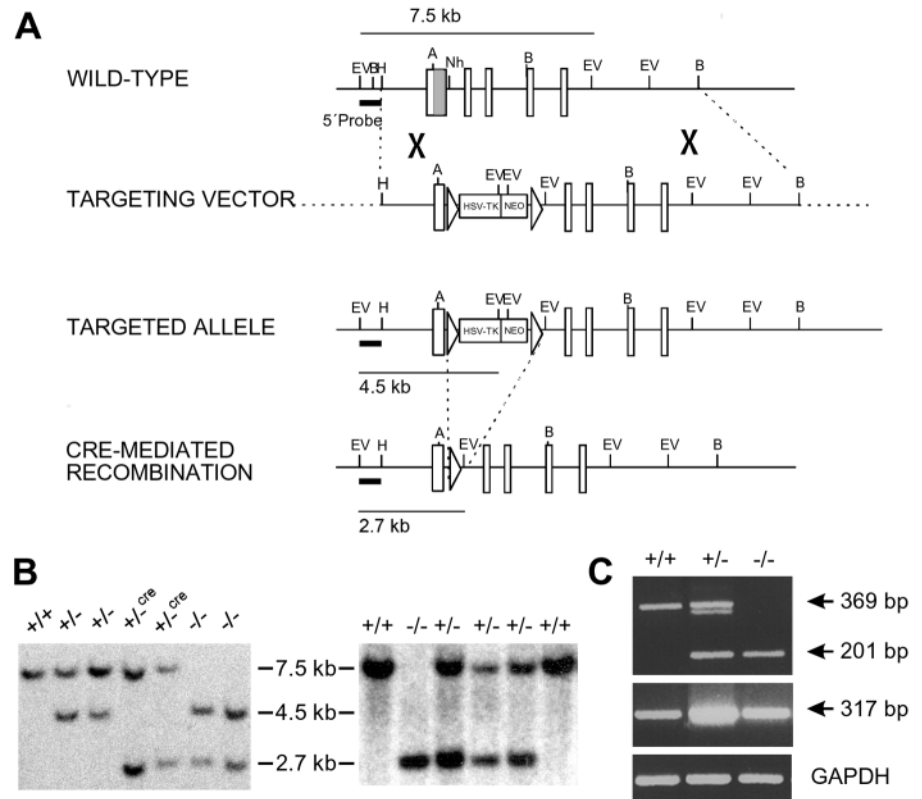 A
7.5 kb
WILD-TYPE
EV B H A Nh B EV EV B
5´Probe
X X
TARGETING VECTOR
H A EV EV EV B EV EV B
HSV-TK NEO
TARGETED ALLELE
EV H A EV EV EV B EV EV B
HSV-TK NEO
4.5 kb
CRE-MEDIATED
RECOMBINATION
EV H A EV B EV EV B
2.7 kb
B
+/+ +/- +/- +/-cre +/-cre -/- -/-
+/+ -/- +/- +/- +/- +/+
7.5 kb
4.5 kb
2.7 kb
C
+/+ +/- -/-
369 bp
201 bp
317 bp
GAPDH